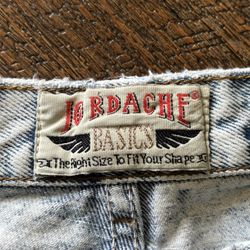 JORDACHE®
BASICS
The Right Size To Fit Your Shape